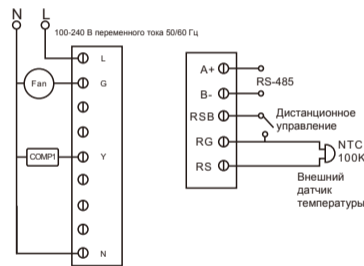 N
L
100-240 В переменного тока 50/60 Гц
L
Fan
G
COMP1
Y
N
A+
RS-485
B-
Дистанционное
управление
RSB
RG
NTC
100K
RS
Внешний
датчик
температуры